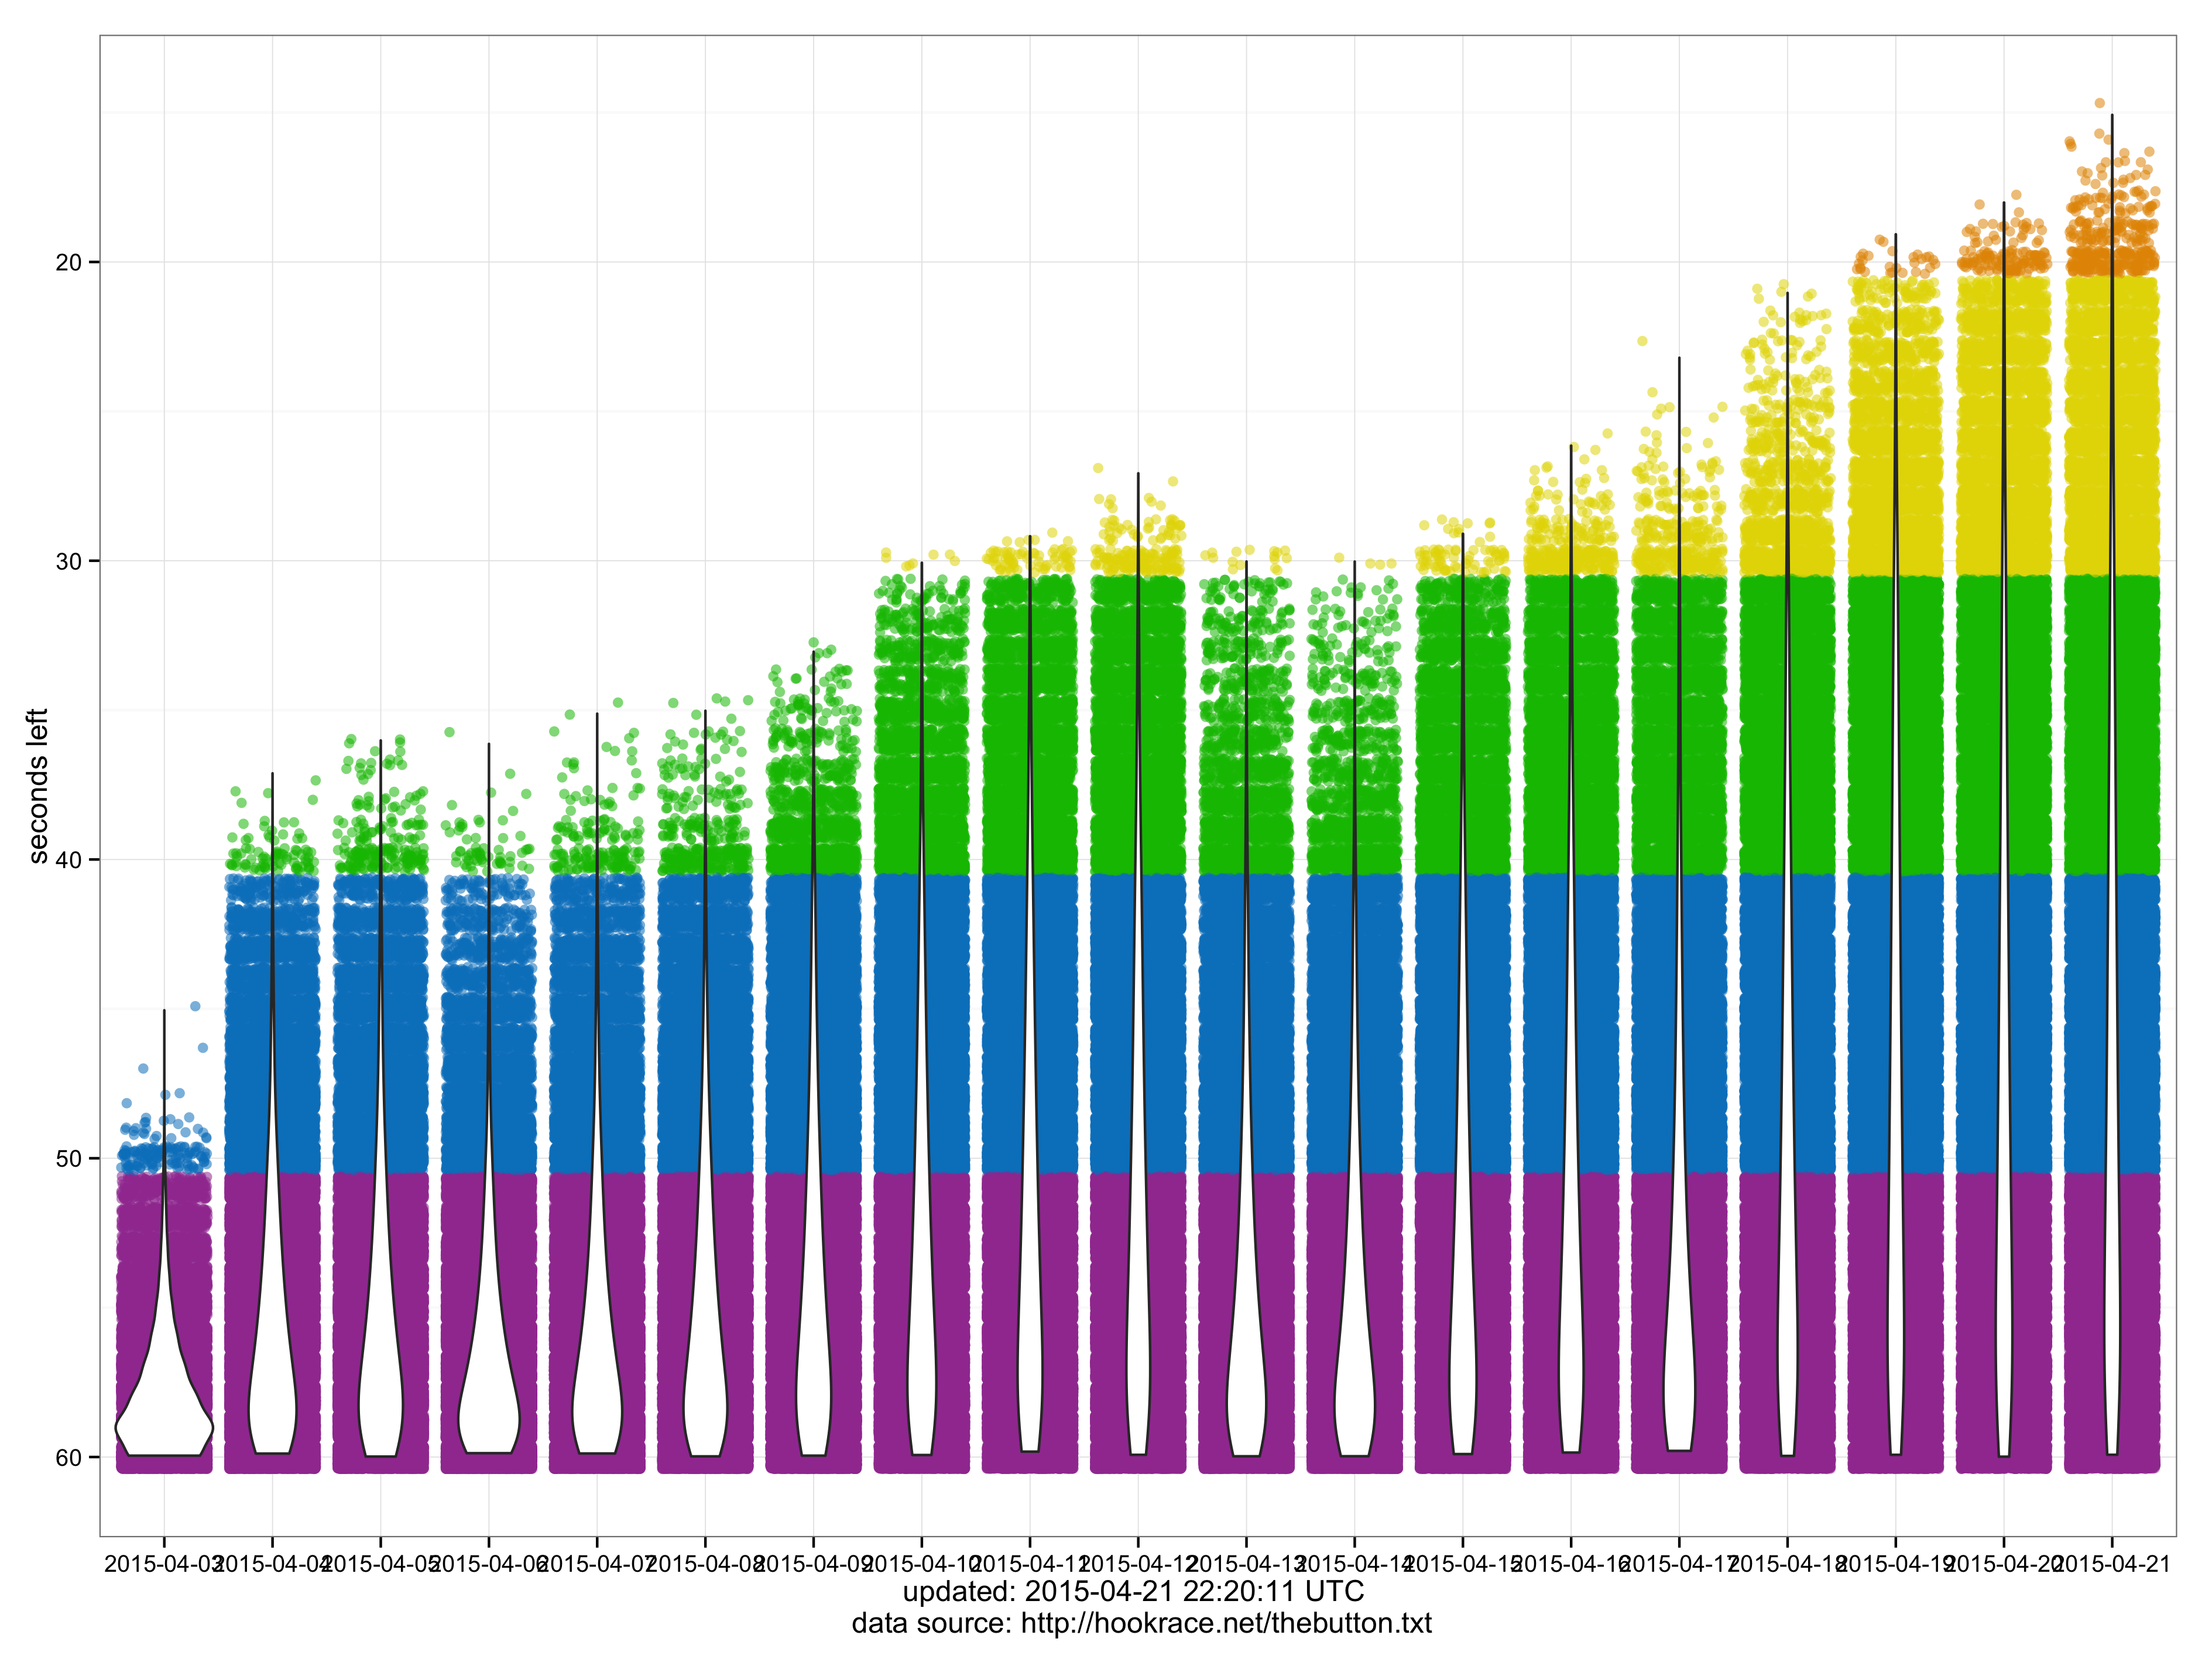 20
30
40
50
60
seconds left
2015-04-03 2015-04-04 2015-04-05 2015-04-06 2015-04-07 2015-04-08 2015-04-09 2015-04-10 2015-04-11 2015-04-12 2015-04-13 2015-04-14 2015-04-15 2015-04-16 2015-04-17 2015-04-18 2015-04-19 2015-04-20 2015-04-21
updated: 2015-04-21 22:20:11 UTC
data source: http://hookrace.net/thebutton.txt